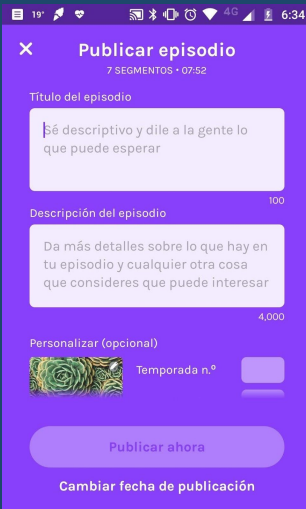 19° 4G 6:34
Publicar episodio
7 SEGMENTOS • 07:52
Título del episodio
Sé descriptivo y dile a la gente lo
que puede esperar
100
Descripción del episodio
Da más detalles sobre lo que hay en
tu episodio y cualquier otra cosa
que consideres que puede interesar
4,000
Personalizar (opcional)
Temporada n.º
Publicar ahora
Cambiar fecha de publicación